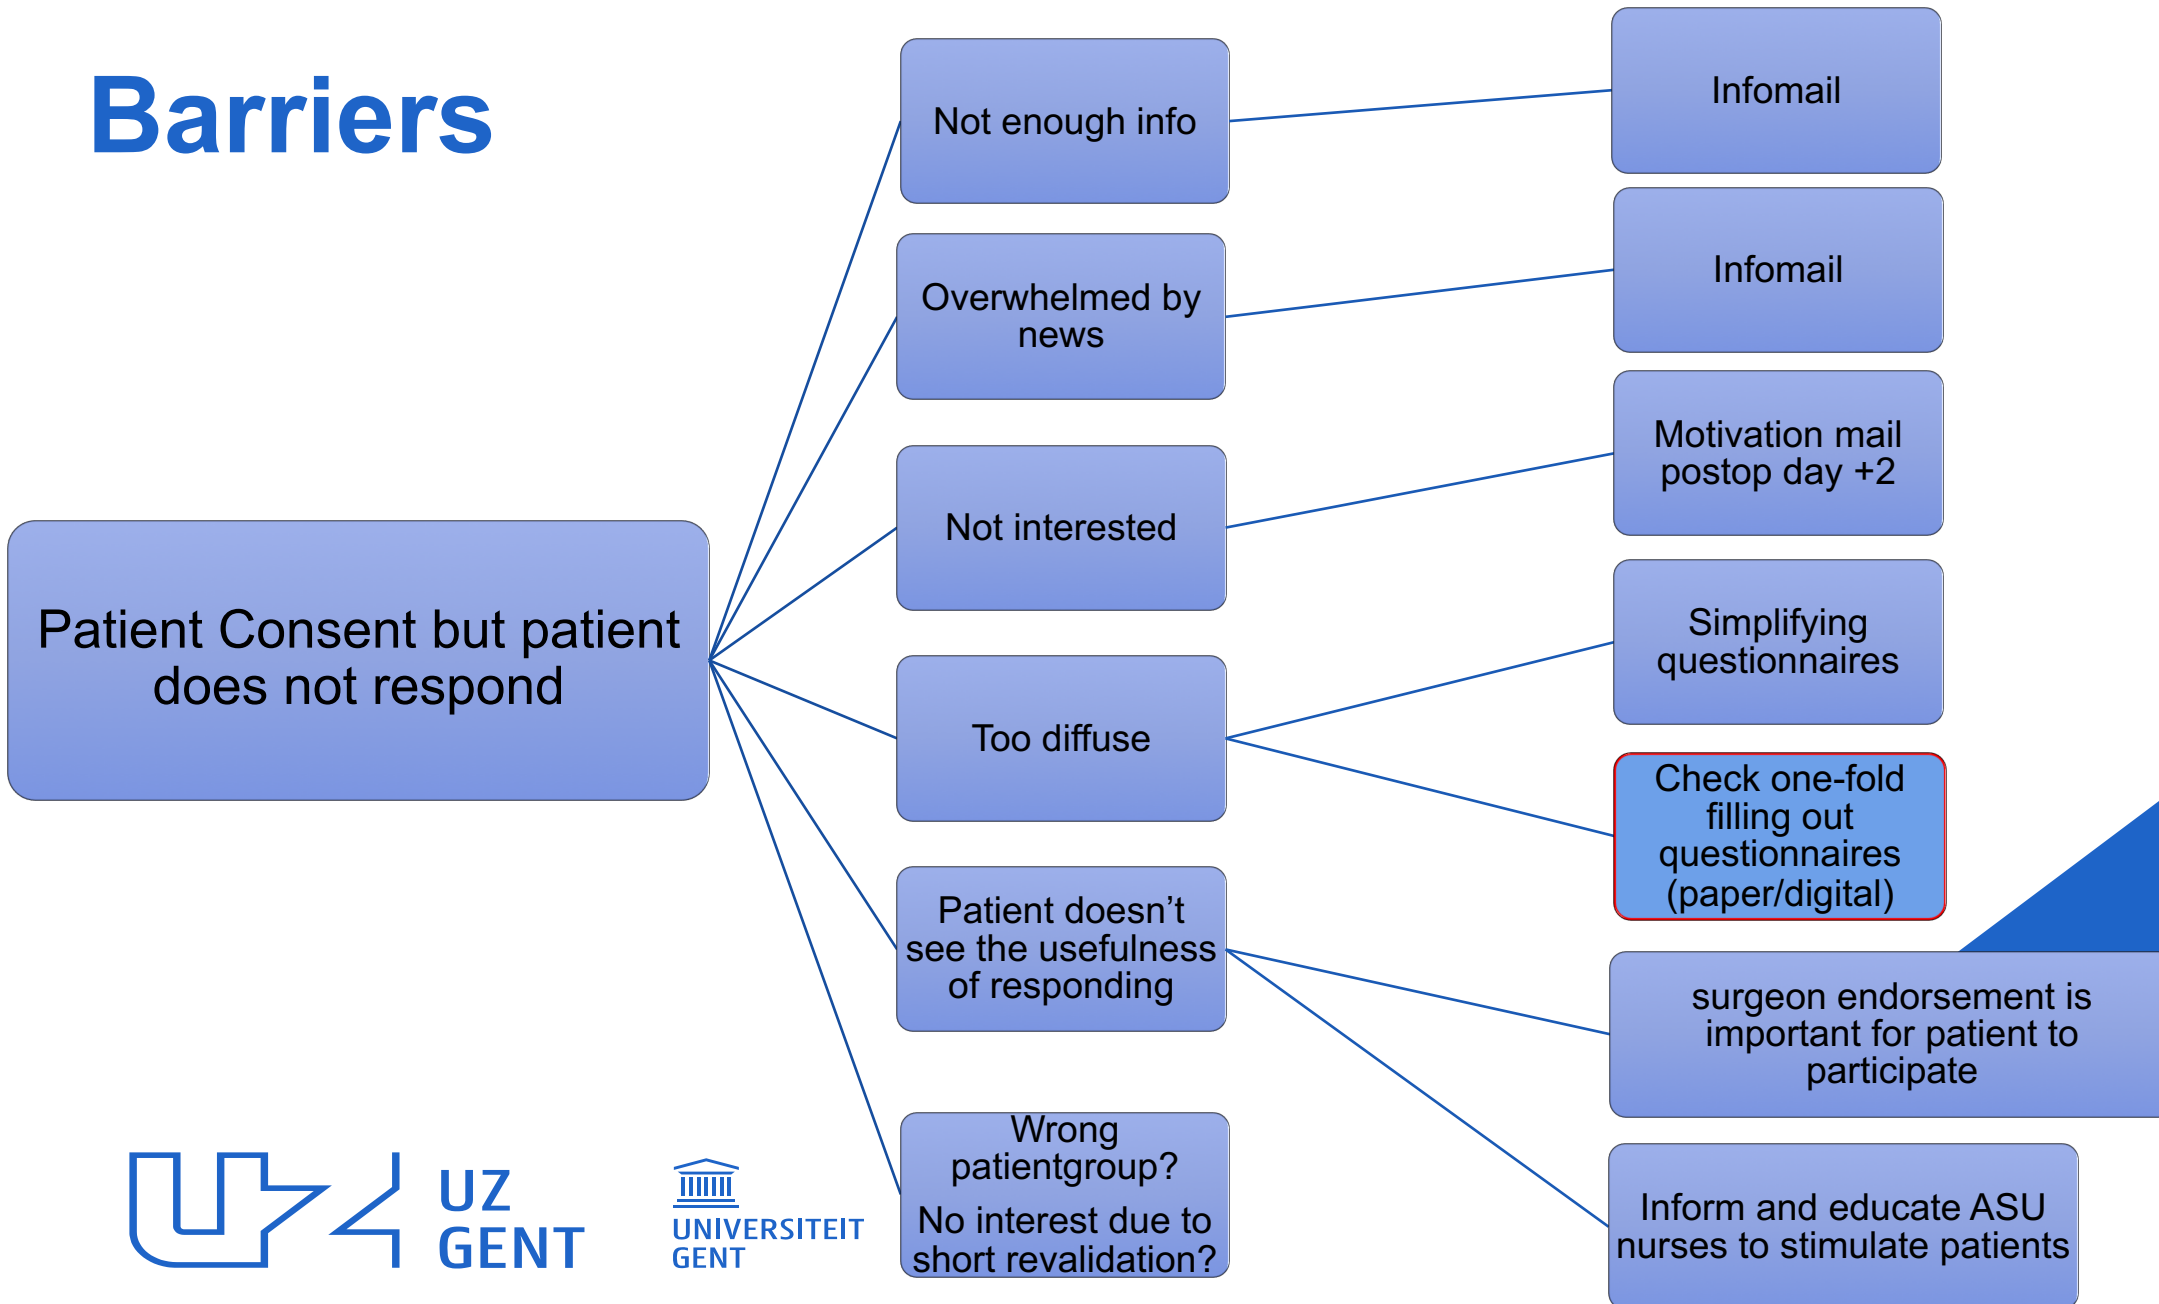 Barriers
Patient Consent but patient
does not respond
Not enough info
Infomail
Overwhelmed by
news
Infomail
Not interested
Motivation mail
postop day +2
Too diffuse
Simplifying
questionnaires
Check one-fold
filling out
questionnaires
(paper/digital)
Patient doesn’t
see the usefulness
of responding
surgeon endorsement is
important for patient to
participate
Inform and educate ASU
nurses to stimulate patients
Wrong
patientgroup?
No interest due to
short revalidation?
UZ
GENT
UNIVERSITEIT
GENT